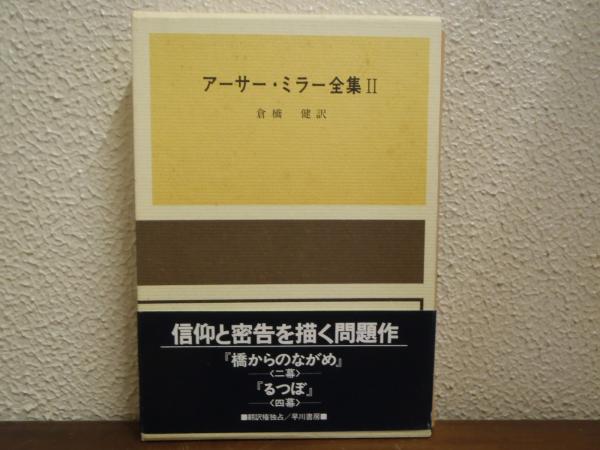 アーサー・ミラー全集II
倉橋 健訳
信仰と密告を描く問題作
『橋からのながめ』
〈二幕〉
『るつぼ』
〈四幕〉
■翻訳権独占/早川書房■